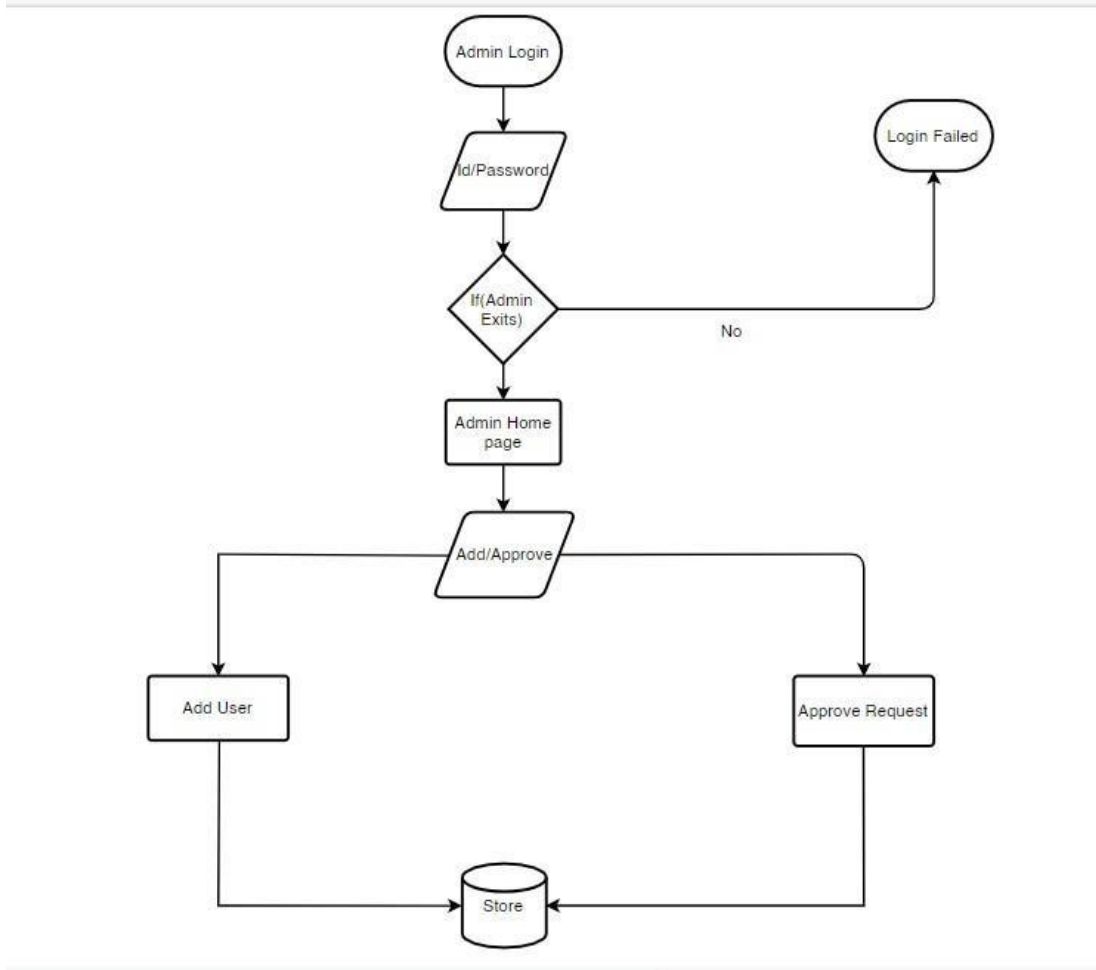 Admin Login
Login Failed
Id/Password
If(Admin
Exits)
No
Admin Home
page
Add/Approve
Add User
Approve Request
Store